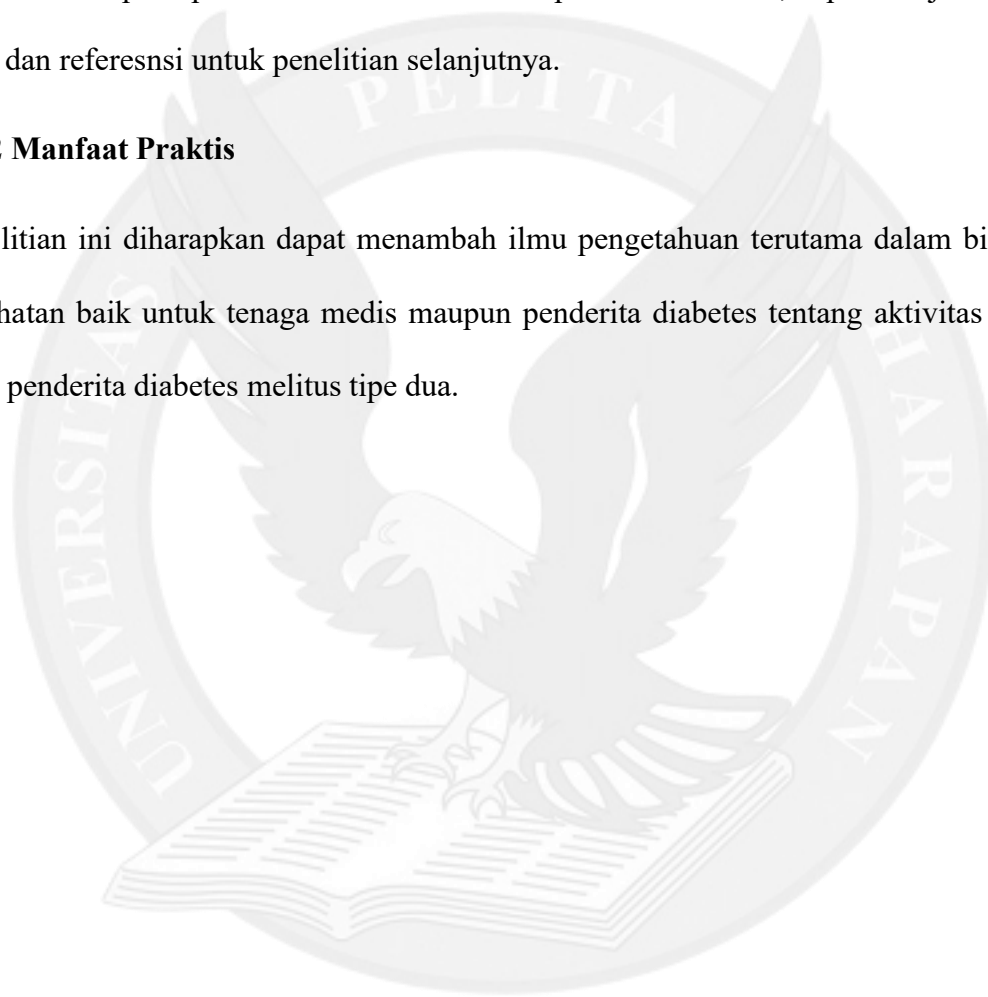 dan referesnsi untuk penelitian selanjutnya.
Manfaat Praktis
litian ini diharapkan dapat menambah ilmu pengetahuan terutama dalam bi
hatan baik untuk tenaga medis maupun penderita diabetes tentang aktivitas
penderita diabetes melitus tipe dua.
UNIVERSITAS PELITA HARAPAN